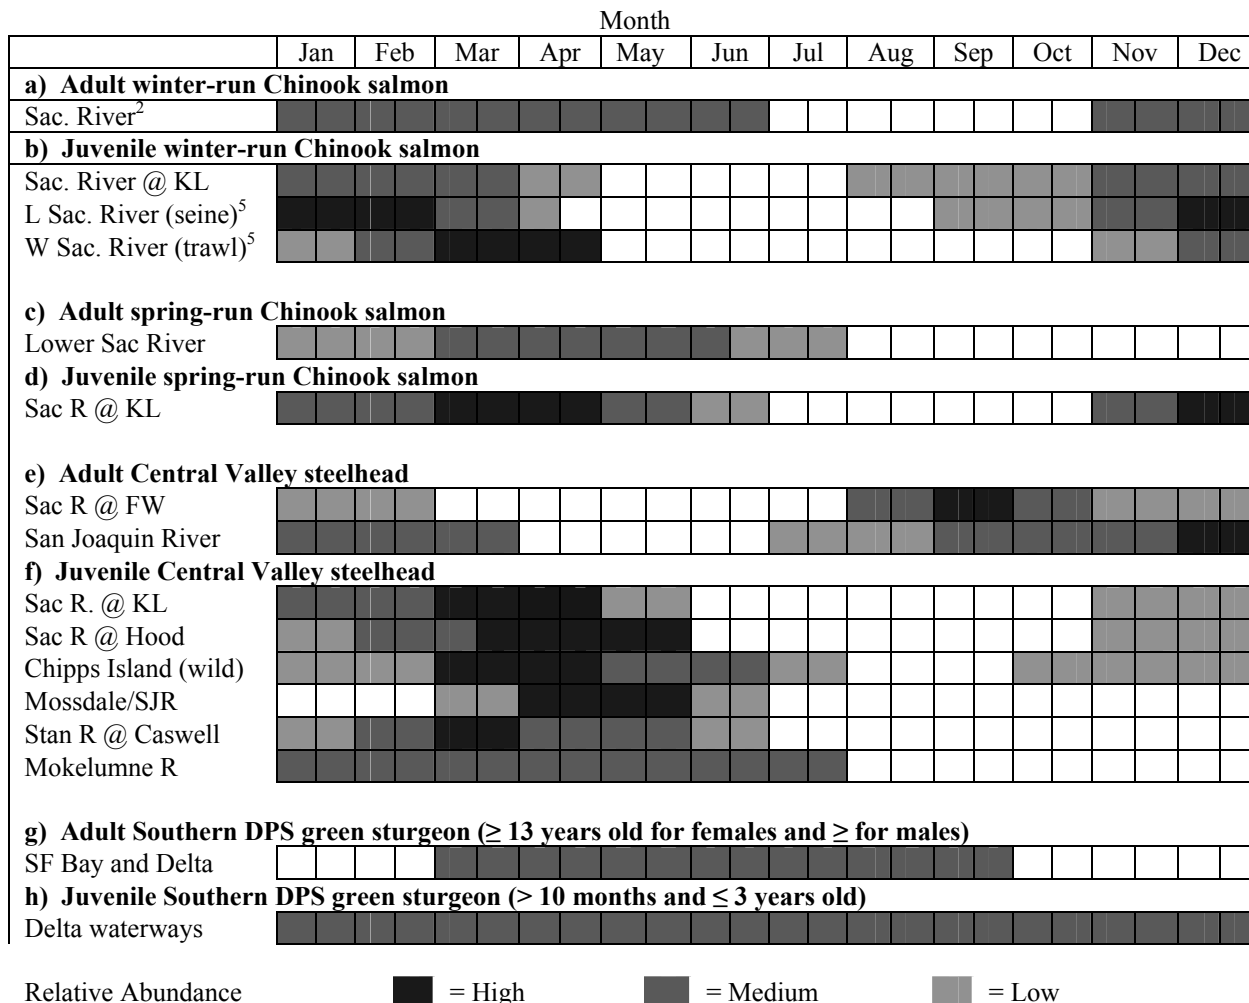 Month
Jan Feb Mar Apr May Jun Jul Aug Sep Oct Nov Dec
a) Adult winter-run Chinook salmon
Sac. River²
b) Juvenile winter-run Chinook salmon
Sac. River @ KL
L Sac. River (seine)⁵
W Sac. River (trawl)⁵
c) Adult spring-run Chinook salmon
Lower Sac River
d) Juvenile spring-run Chinook salmon
Sac R @ KL
e) Adult Central Valley steelhead
Sac R @ FW
San Joaquin River
f) Juvenile Central Valley steelhead
Sac R. @ KL
Sac R @ Hood
Chipps Island (wild)
Mossdale/SJR
Stan R @ Caswell
Mokelumne R
g) Adult Southern DPS green sturgeon (≥ 13 years old for females and ≥ for males)
SF Bay and Delta
h) Juvenile Southern DPS green sturgeon (> 10 months and ≤ 3 years old)
Delta waterways
Relative Abundance = High = Medium = Low